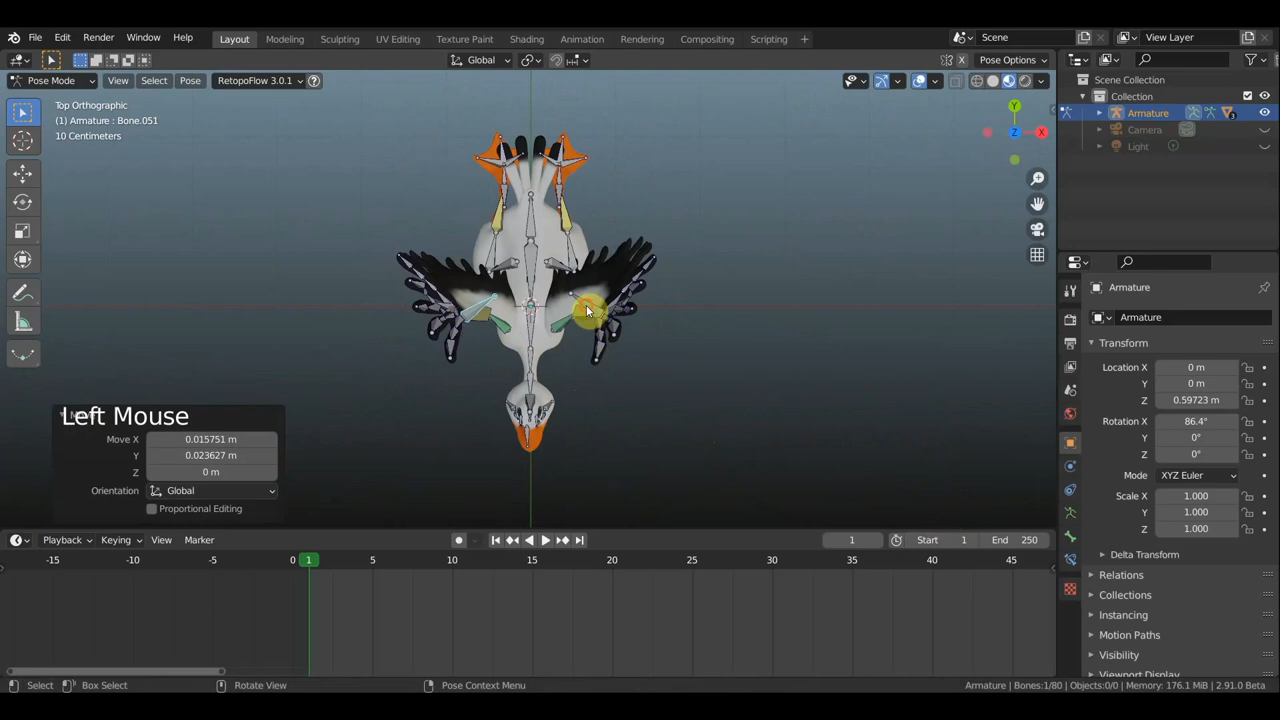 File Edit Render Window Help Layout Modeling Sculpting UV Editing Texture Paint Shading Animation Rendering Compositing Scripting + Scene View Layer
Global X Pose Options
Pose Mode View Select Pose RetopoFlow 3.0.1 ?
Scene Collection
Collection
Armature 3
Camera
Light
Top Orthographic
(1) Armature : Bone.051
10 Centimeters
Y
Z X
Armature
Armature
Transform
Location X 0 m
Y 0 m
Z 0.59723 m
Rotation X 86.4°
Y 0°
Z 0°
Mode XYZ Euler
Scale X 1.000
Y 1.000
Z 1.000
Delta Transform
Relations
Collections
Instancing
Motion Paths
Visibility
Viewport Display
Left Mouse
Move X 0.015751 m
Y 0.023627 m
Z 0 m
Orientation Global
Proportional Editing
Playback Keying View Marker 1 Start 1 End 250
-15 -10 -5 0 1 5 10 15 20 25 30 35 40 45
Select Box Select Rotate View Pose Context Menu Armature | Bones:1/80 | Objects:0/0 | Memory: 176.1 MiB | 2.91.0 Beta